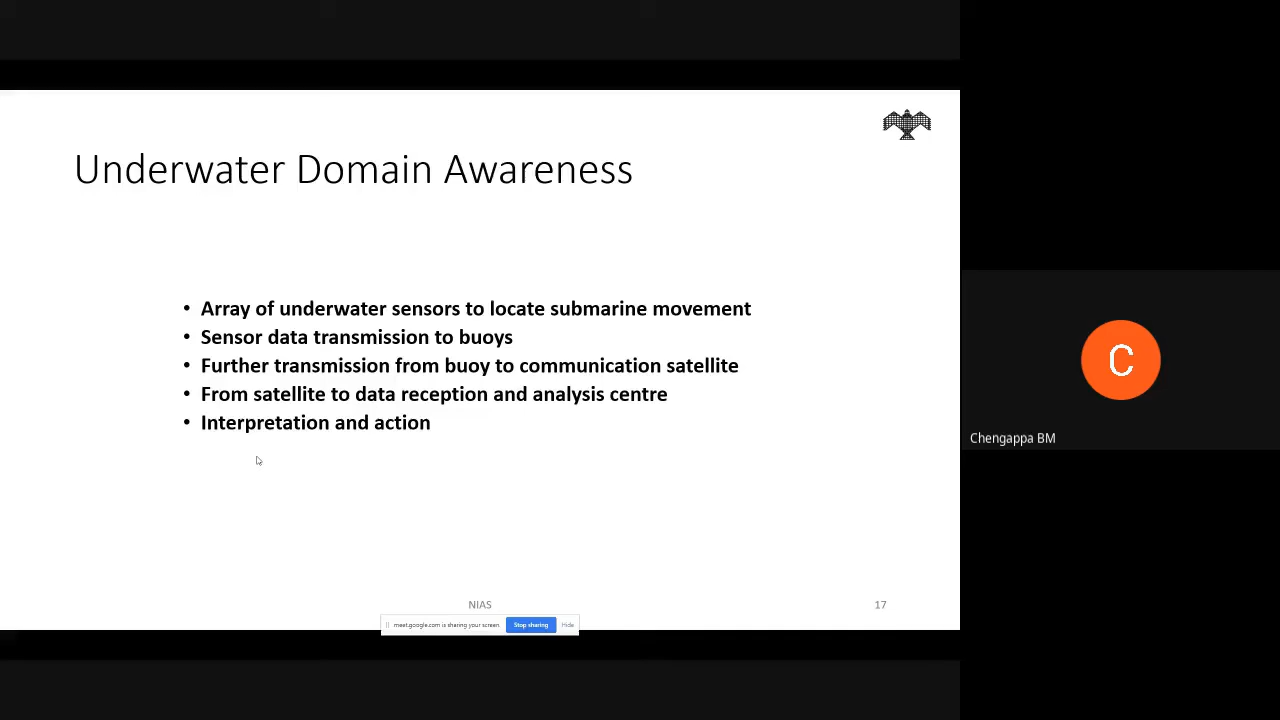 Underwater Domain Awareness
• Array of underwater sensors to locate submarine movement
• Sensor data transmission to buoys
• Further transmission from buoy to communication satellite
• From satellite to data reception and analysis centre
• Interpretation and action
NIAS
17
meet.google.com is sharing your screen Stop sharing Hide
C
Chengappa BM